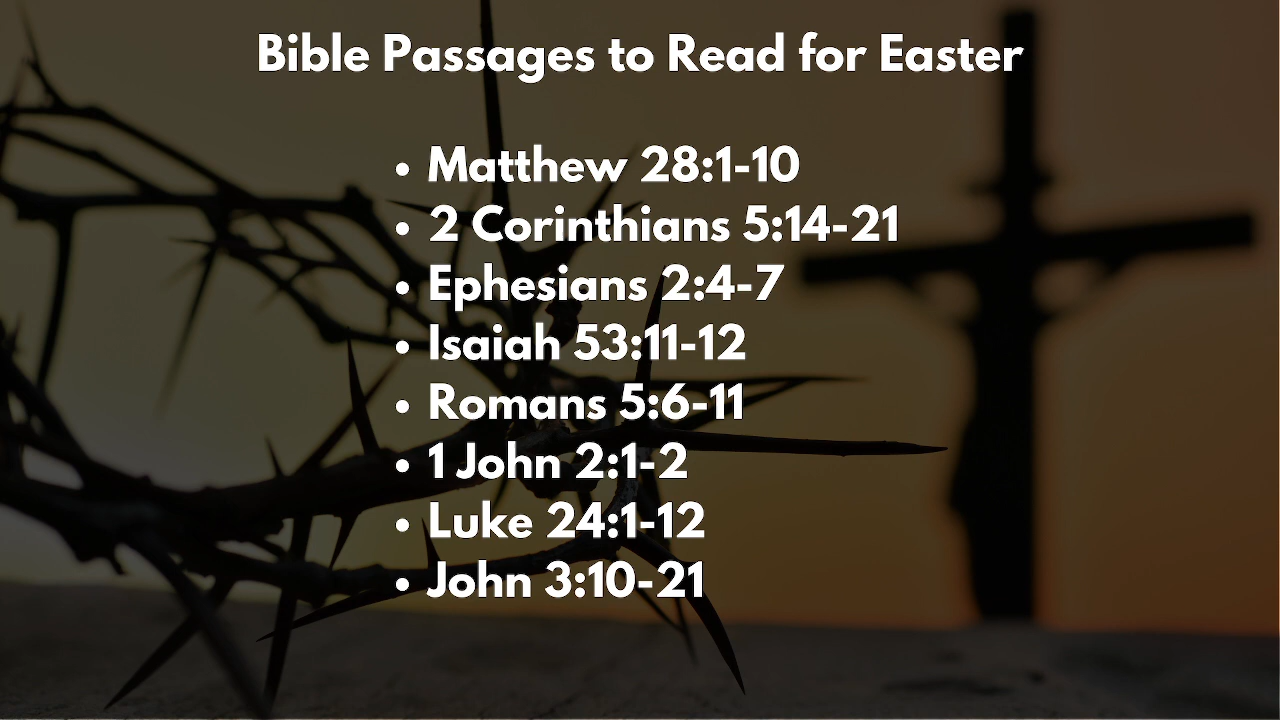 Bible Passages to Read for Easter
• Matthew 28:1-10
• 2 Corinthians 5:14-21
• Ephesians 2:4-7
• Isaiah 53:11-12
• Romans 5:6-11
• 1 John 2:1-2
• Luke 24:1-12
• John 3:10-21